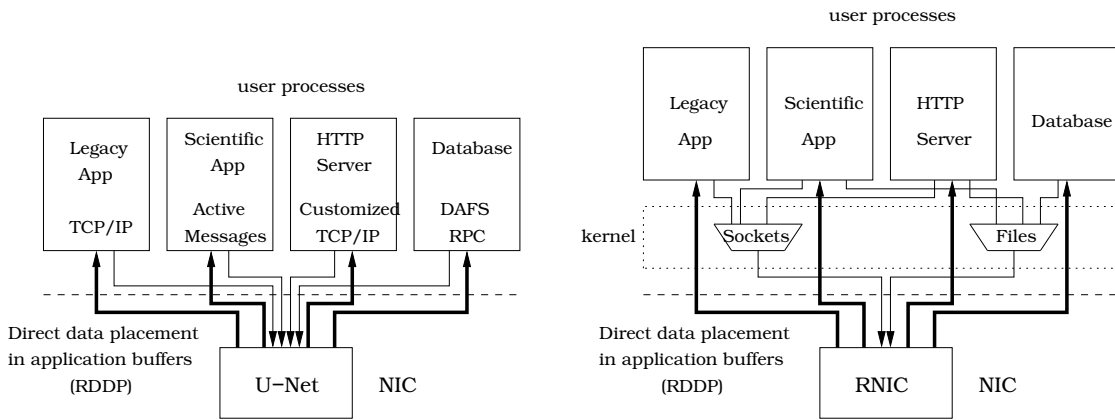 user processes
Legacy
App
TCP/IP
Scientific
App
Active
Messages
HTTP
Server
Customized
TCP/IP
Database
DAFS
RPC
Direct data placement
in application buffers
(RDDP)
U−Net
NIC
user processes
Legacy
App
Scientific
App
HTTP
Server
Database
kernel
Sockets
Files
Direct data placement
in application buffers
(RDDP)
RNIC
NIC